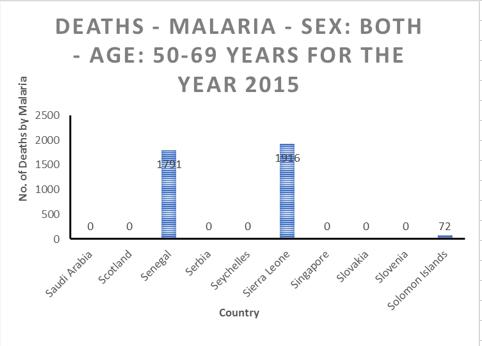 DEATHS - MALARIA - SEX: BOTH
- AGE: 50-69 YEARS FOR THE
YEAR 2015
No. of Deaths by Malaria
2500
2000
1500
1000
500
0
0
0
1791
0
0
1916
0
0
0
72
Saudi Arabia
Scotland
Senegal
Serbia
Seychelles
Sierra Leone
Singapore
Slovakia
Slovenia
Solomon Islands
Country